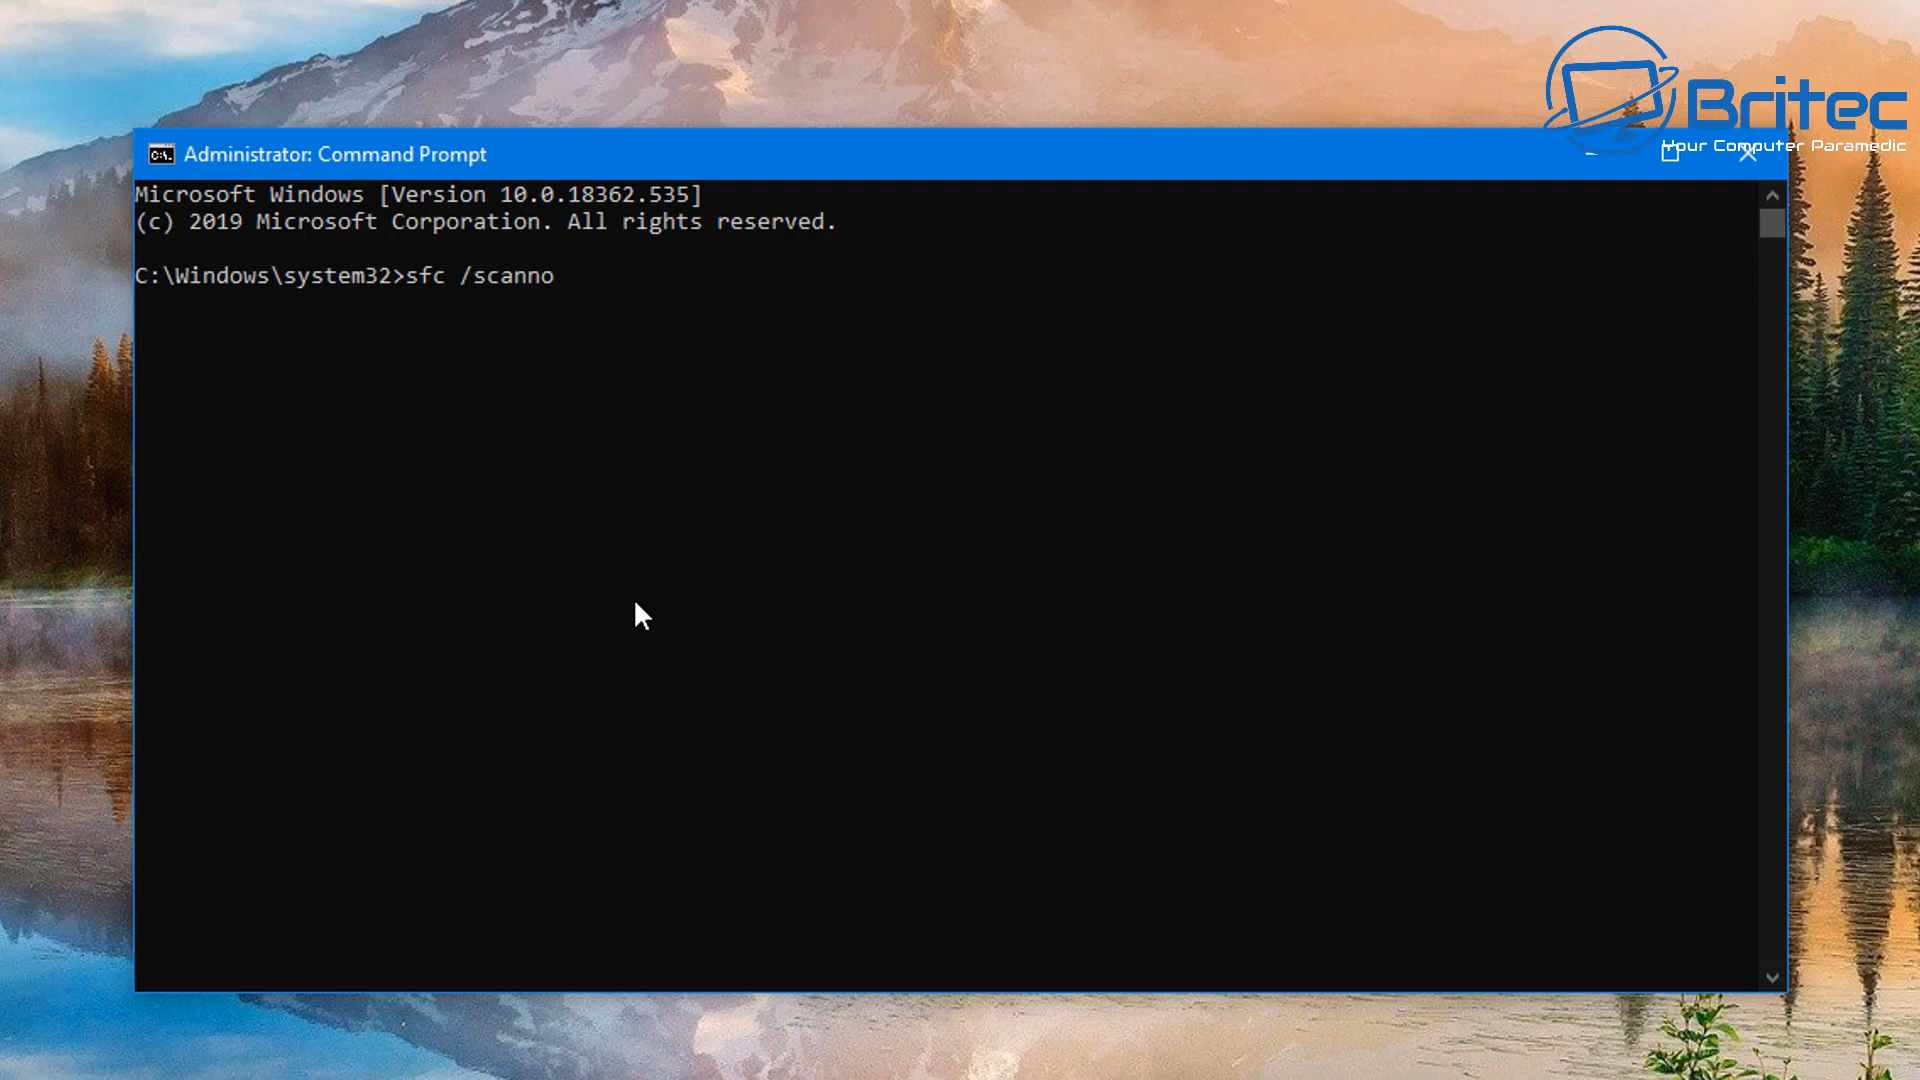 Britec
Your Computer Paramedic
Administrator: Command Prompt
Microsoft Windows [Version 10.0.18362.535]
(c) 2019 Microsoft Corporation. All rights reserved.
C:\Windows\system32>sfc /scanno